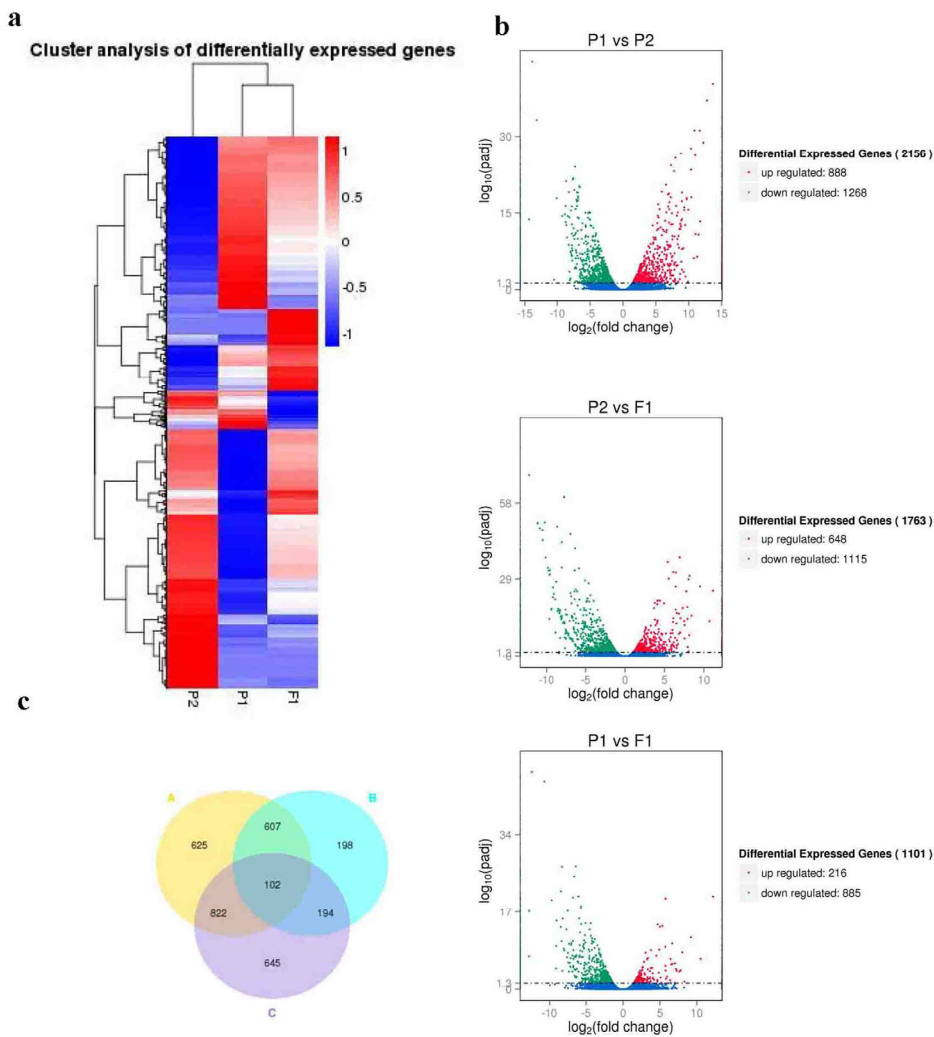 a
Cluster analysis of differentially expressed genes
1
0.5
0
-0.5
-1
P2
P1
F1
b
P1 vs P2
log10(padj)
30
15
1.3
0
-15
-10
-5
0
5
10
15
log2(fold change)
Differential Expressed Genes ( 2156 )
up regulated: 888
down regulated: 1268
P2 vs F1
log10(padj)
58
29
1.3
0
-10
-5
0
5
10
log2(fold change)
Differential Expressed Genes ( 1763 )
up regulated: 648
down regulated: 1115
P1 vs F1
log10(padj)
34
17
1.3
0
-10
-5
0
5
10
log2(fold change)
Differential Expressed Genes ( 1101 )
up regulated: 216
down regulated: 885
c
A
B
607
625
198
102
822
194
645
C